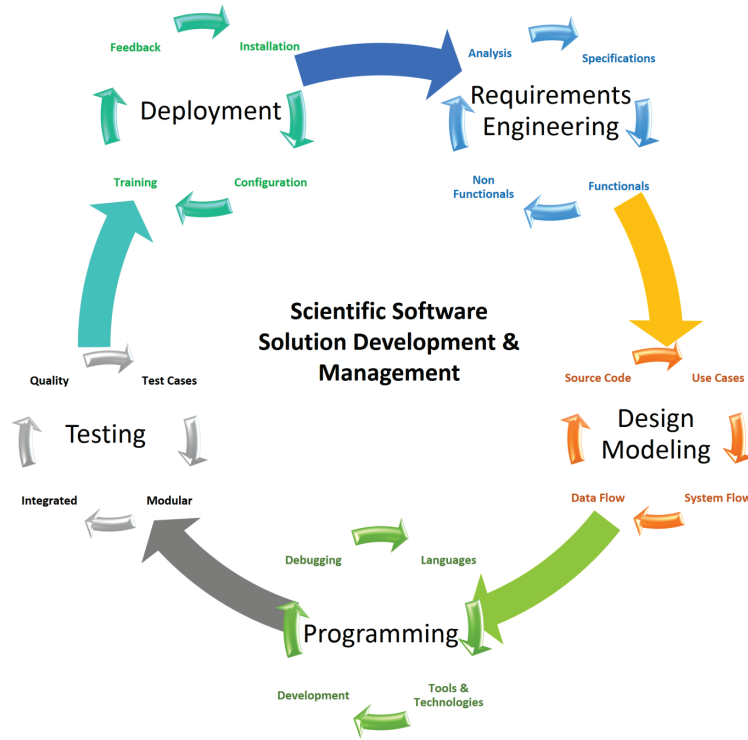 Feedback
Installation
Deployment
Training
Configuration
Analysis
Specifications
Requirements
Engineering
Non
Functionals
Functionals
Scientific Software
Solution Development &
Management
Source Code
Use Cases
Design
Modeling
Data Flow
System Flow
Quality
Test Cases
Testing
Integrated
Modular
Debugging
Languages
Programming
Development
Tools &
Technologies